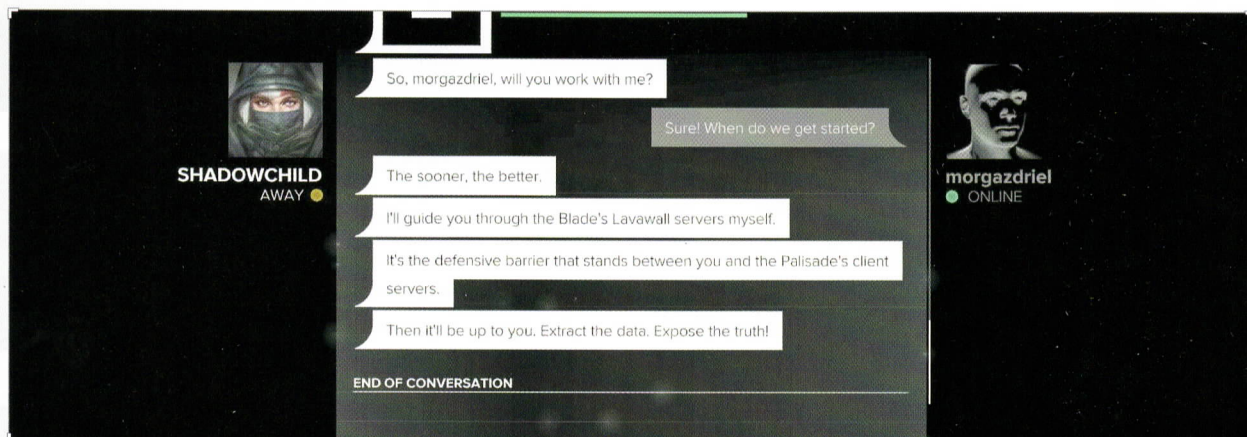 So, morgazdriel, will you work with me?
Sure! When do we get started?
SHADOWCHILD
AWAY
The sooner, the better.
morgazdriel
ONLINE
I'll guide you through the Blade's Lavawall servers myself.
It's the defensive barrier that stands between you and the Palisade's client
servers.
Then it'll be up to you. Extract the data. Expose the truth!
END OF CONVERSATION